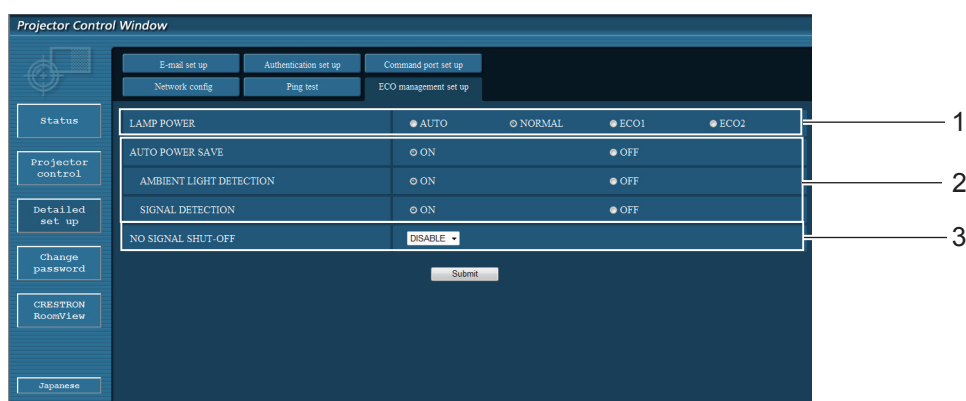 Projector Control Window
E-mail set up Authentication set up Command port set up
Network config Ping test ECO management set up
Status
Projector
control
Detailed
set up
Change
password
CRESTRON
RoomView
Japanese
LAMP POWER AUTO NORMAL ECO1 ECO2 1
AUTO POWER SAVE ON OFF
AMBIENT LIGHT DETECTION ON OFF 2
SIGNAL DETECTION ON OFF
NO SIGNAL SHUT-OFF DISABLE 3
Submit